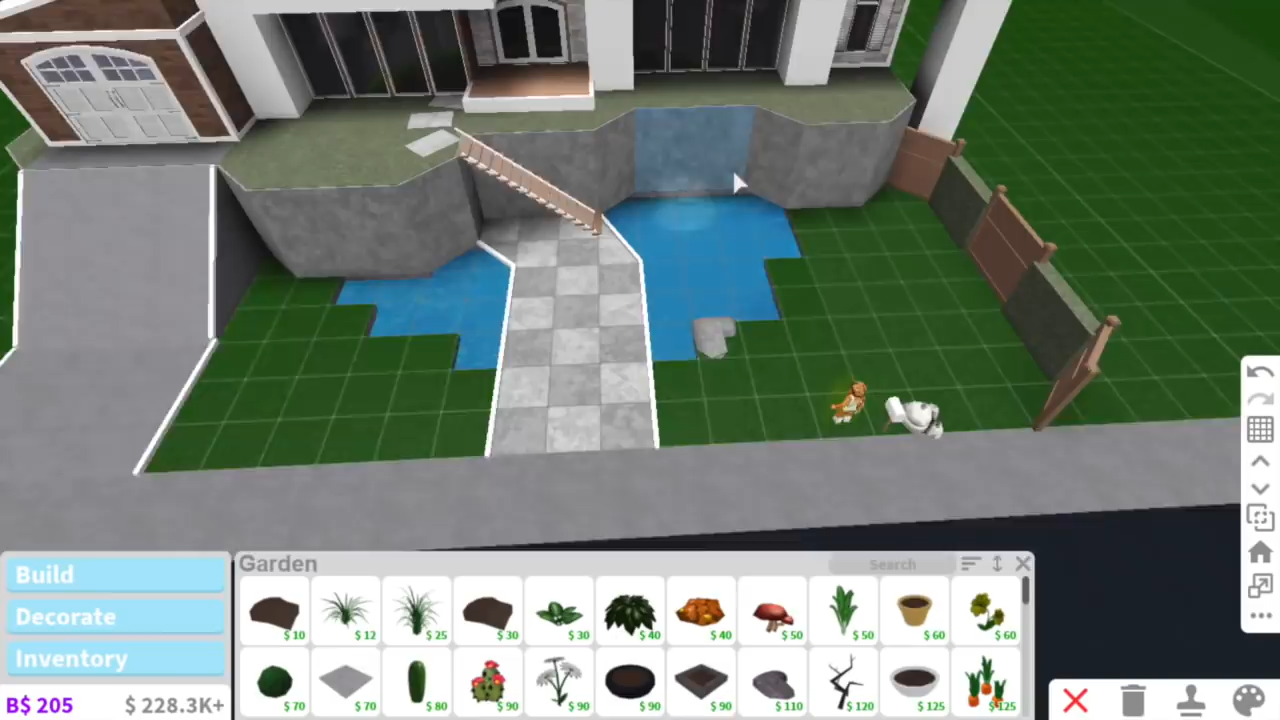 Garden
Search
Build
Decorate
Inventory
B$ 205 $ 228.3K+
$ 10 $ 12 $ 25 $ 30 $ 30 $ 40 $ 40 $ 50 $ 50 $ 60 $ 60
$ 70 $ 70 $ 80 $ 90 $ 90 $ 90 $ 90 $ 110 $ 120 $ 125 $ 125